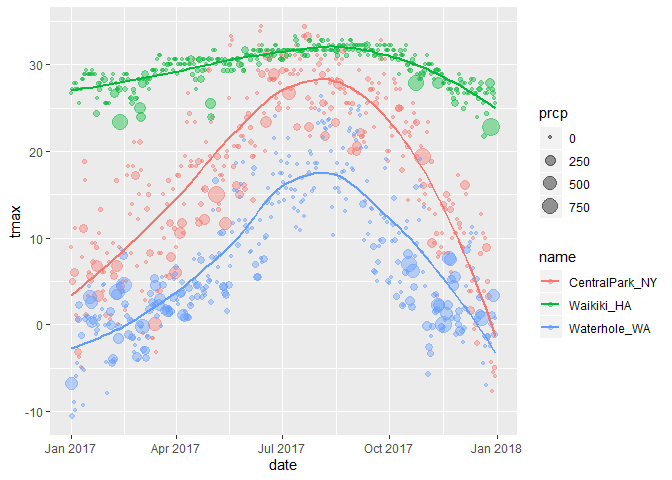 tmax
30
20
10
0
-10
Jan 2017
Apr 2017
Jul 2017
Oct 2017
Jan 2018
date
prcp
0
250
500
750
name
CentralPark_NY
Waikiki_HA
Waterhole_WA